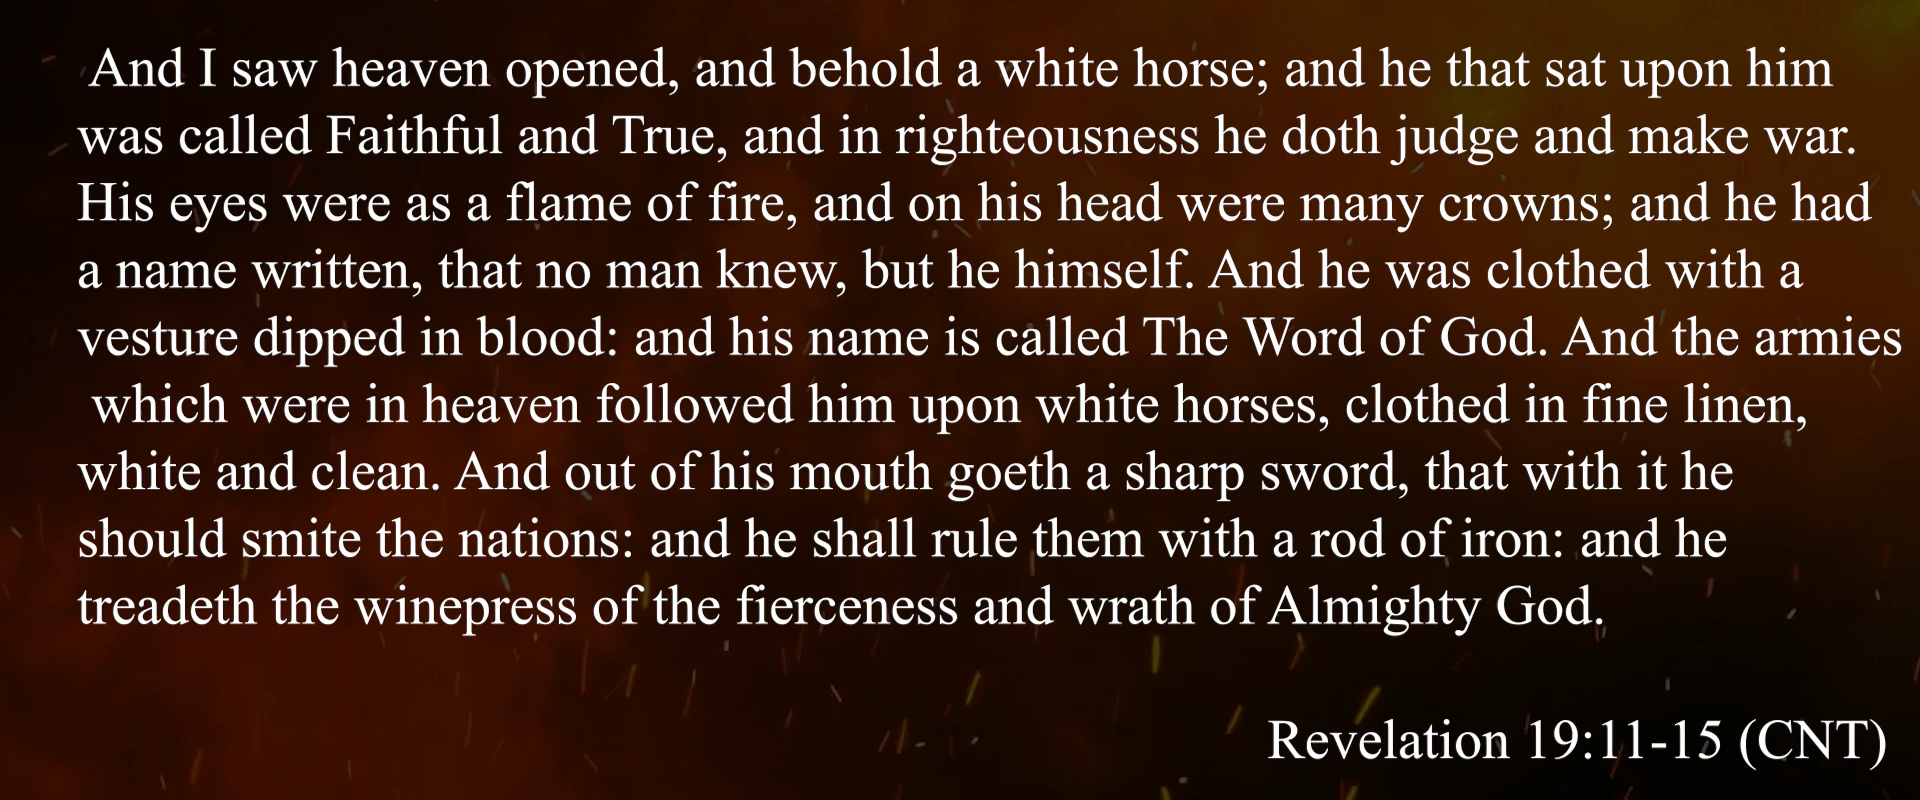 And I saw heaven opened, and behold a white horse; and he that sat upon him
was called Faithful and True, and in righteousness he doth judge and make war.
His eyes were as a flame of fire, and on his head were many crowns; and he had
a name written, that no man knew, but he himself. And he was clothed with a
vesture dipped in blood: and his name is called The Word of God. And the armies
which were in heaven followed him upon white horses, clothed in fine linen,
white and clean. And out of his mouth goeth a sharp sword, that with it he
should smite the nations: and he shall rule them with a rod of iron: and he
treadeth the winepress of the fierceness and wrath of Almighty God.
Revelation 19:11-15 (CNT)